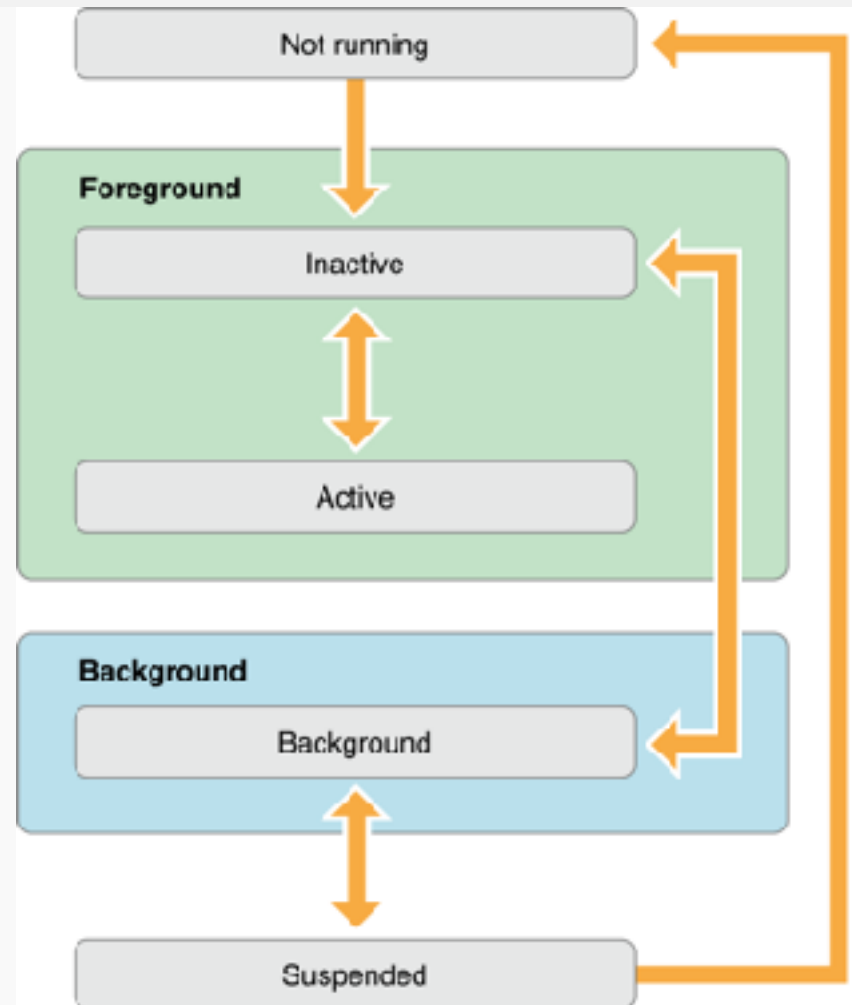 Not running
Foreground
Inactive
Active
Background
Background
Suspended